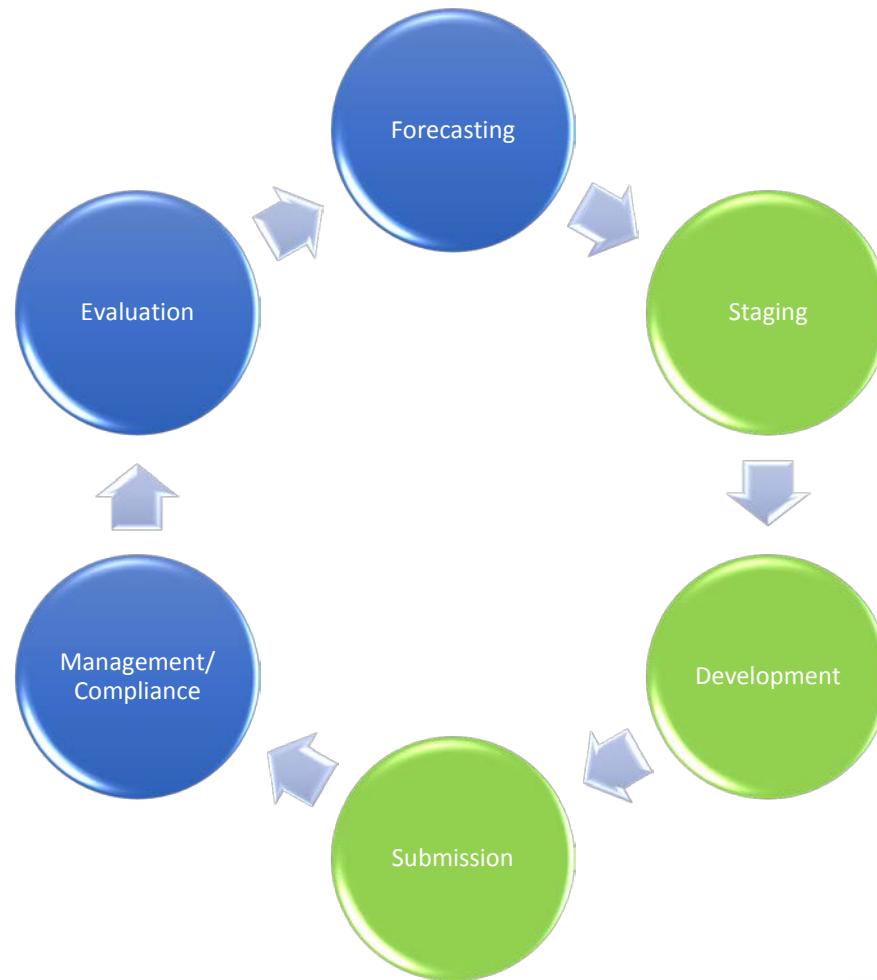 Forecasting
Staging
Development
Submission
Management/
Compliance
Evaluation